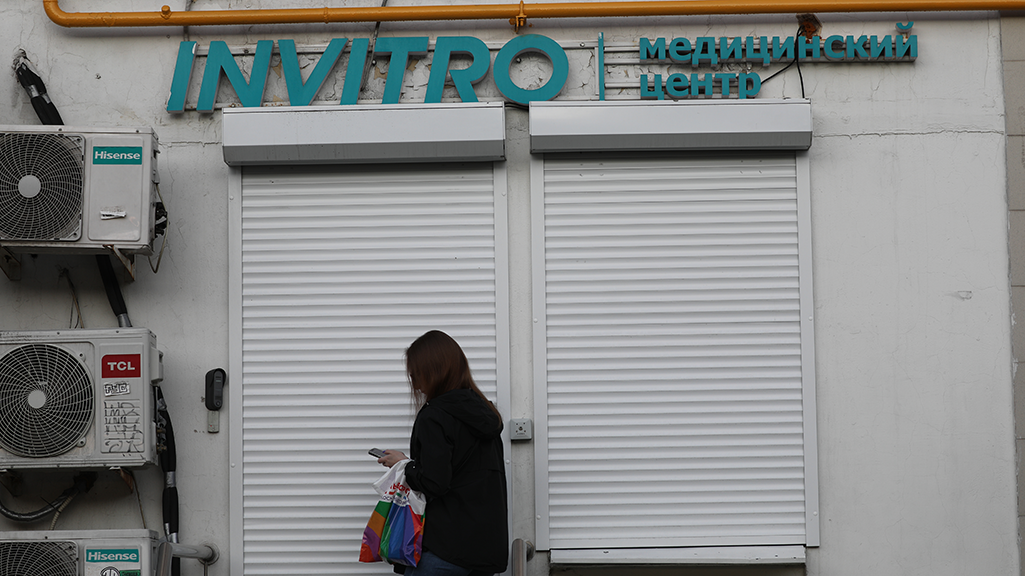 INVITRO
медицинский
центр
Hisense
TCL
Hisense